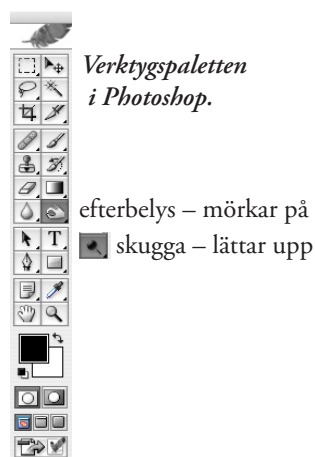 Verktygspaletten
i Photoshop.
efterbelys – mörkar på
skugga – lättar upp